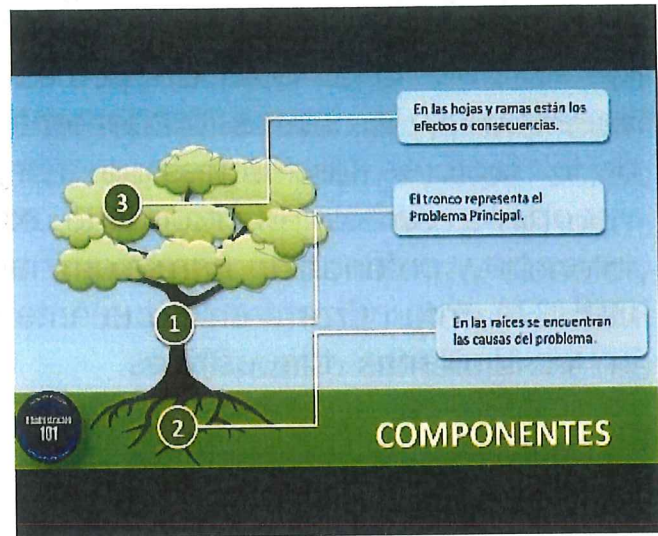 En las hojas y ramas están los
efectos o consecuencias.
3
El tronco representa el
Problema Principal.
1
En las raíces se encuentran
las causas del problema.
2
101
COMPONENTES